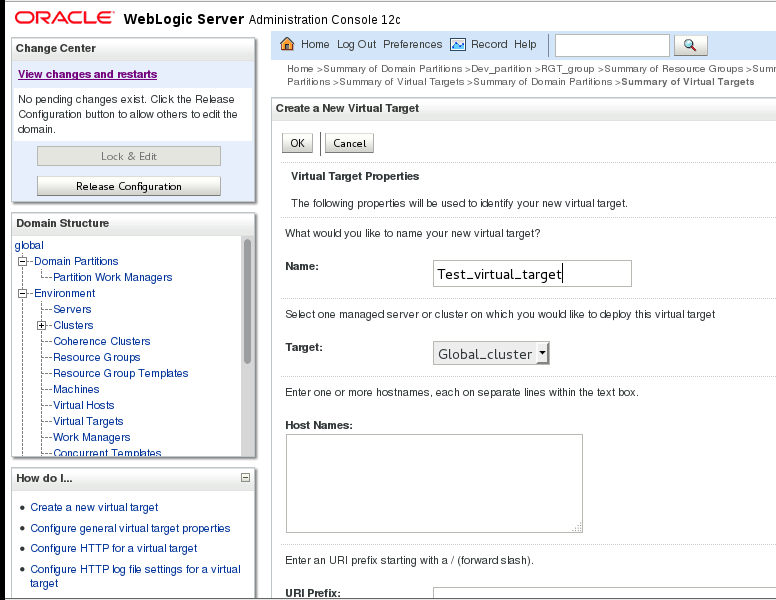 ORACLE WebLogic Server Administration Console 12c
Change Center
View changes and restarts
No pending changes exist. Click the Release
Configuration button to allow others to edit the
domain.
Lock & Edit
Release Configuration
Domain Structure
global
Domain Partitions
Partition Work Managers
Environment
Servers
Clusters
Coherence Clusters
Resource Groups
Resource Group Templates
Machines
Virtual Hosts
Virtual Targets
Work Managers
Concurrent Templates
How do I...
Create a new virtual target
Configure general virtual target properties
Configure HTTP for a virtual target
Configure HTTP log file settings for a virtual
target
Home Log Out Preferences Record Help
Home >Summary of Domain Partitions >Dev_partition >RGT_group >Summary of Resource Groups >Sum
Partitions >Summary of Virtual Targets >Summary of Domain Partitions >Summary of Virtual Targets
Create a New Virtual Target
OK Cancel
Virtual Target Properties
The following properties will be used to identify your new virtual target.
What would you like to name your new virtual target?
Name: Test_virtual_target
Select one managed server or cluster on which you would like to deploy this virtual target
Target: Global_cluster
Enter one or more hostnames, each on separate lines within the text box.
Host Names:
Enter an URI prefix starting with a / (forward slash).
URI Prefix: